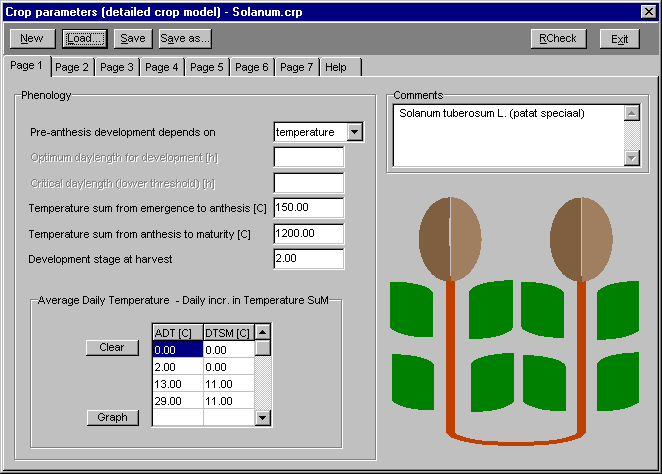 Crop parameters (detailed crop model) - Solanum.crp
New Load... Save Save as... RCheck Exit
Page 1 Page 2 Page 3 Page 4 Page 5 Page 6 Page 7 Help
Phenology
Pre-anthesis development depends on temperature
Optimum daylength for development [h]
Critical daylength (lower threshold) [h]
Temperature sum from emergence to anthesis [C] 150.00
Temperature sum from anthesis to maturity [C] 1200.00
Development stage at harvest 2.00
Average Daily Temperature - Daily incr. in Temperature SuM
Clear
Graph
ADT [C] DTSM [C]
0.00 0.00
2.00 0.00
13.00 11.00
29.00 11.00
Comments
Solanum tuberosum L. (patat speciaal)